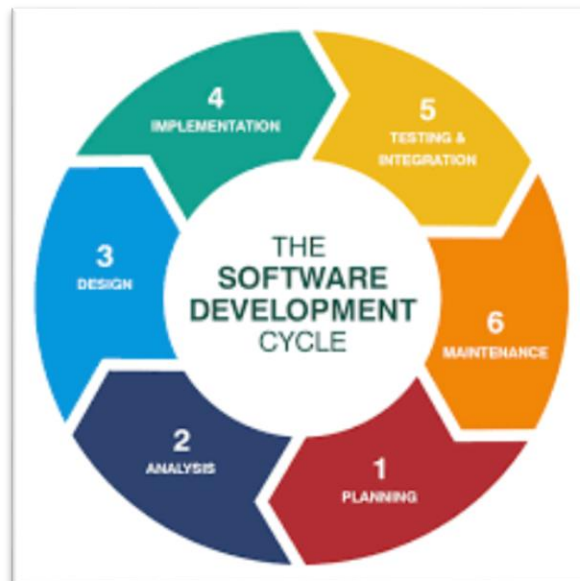 THE
SOFTWARE
DEVELOPMENT
CYCLE
1
PLANNING
2
ANALYSIS
3
DESIGN
4
IMPLEMENTATION
5
TESTING &
INTEGRATION
6
MAINTENANCE